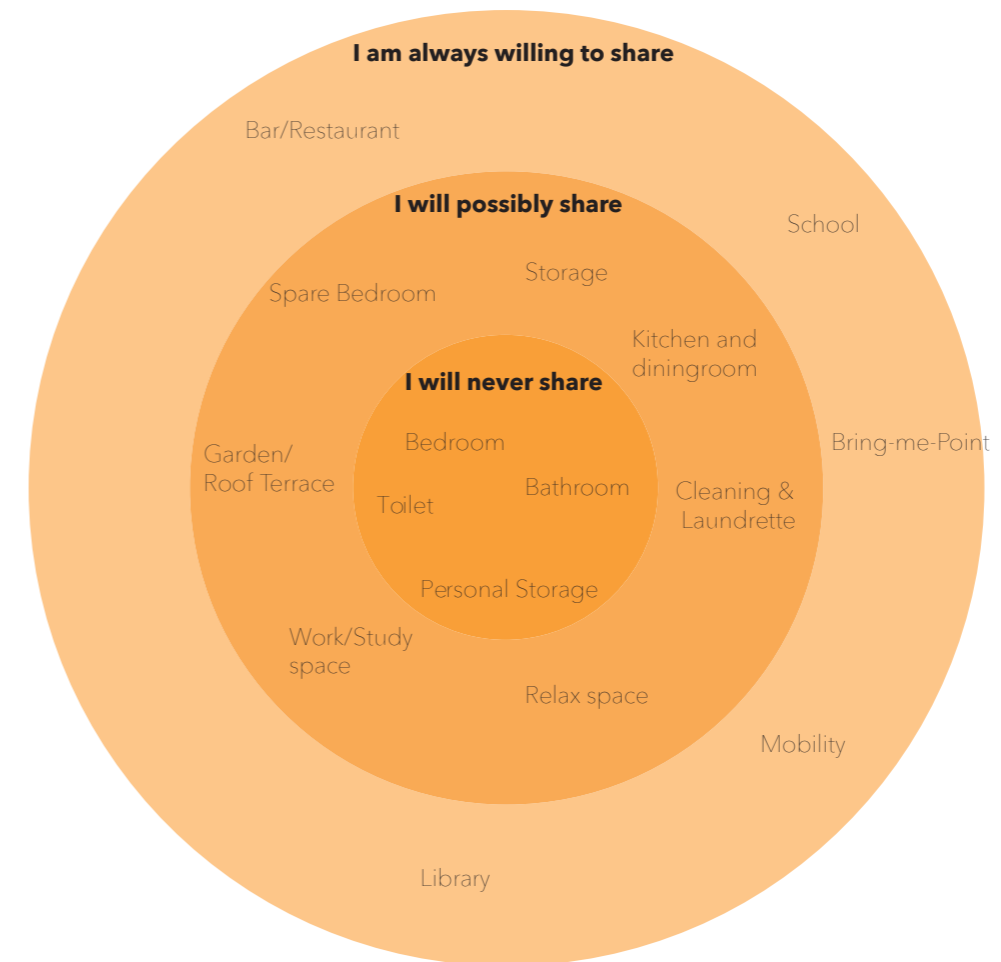 I am always willing to share
Bar/Restaurant
I will possibly share
School
Storage
Spare Bedroom
Kitchen and
diningroom
I will never share
Bedroom
Bring-me-Point
Garden/
Roof Terrace
Bathroom
Cleaning &
Laundrette
Toilet
Personal Storage
Work/Study
space
Relax space
Mobility
Library